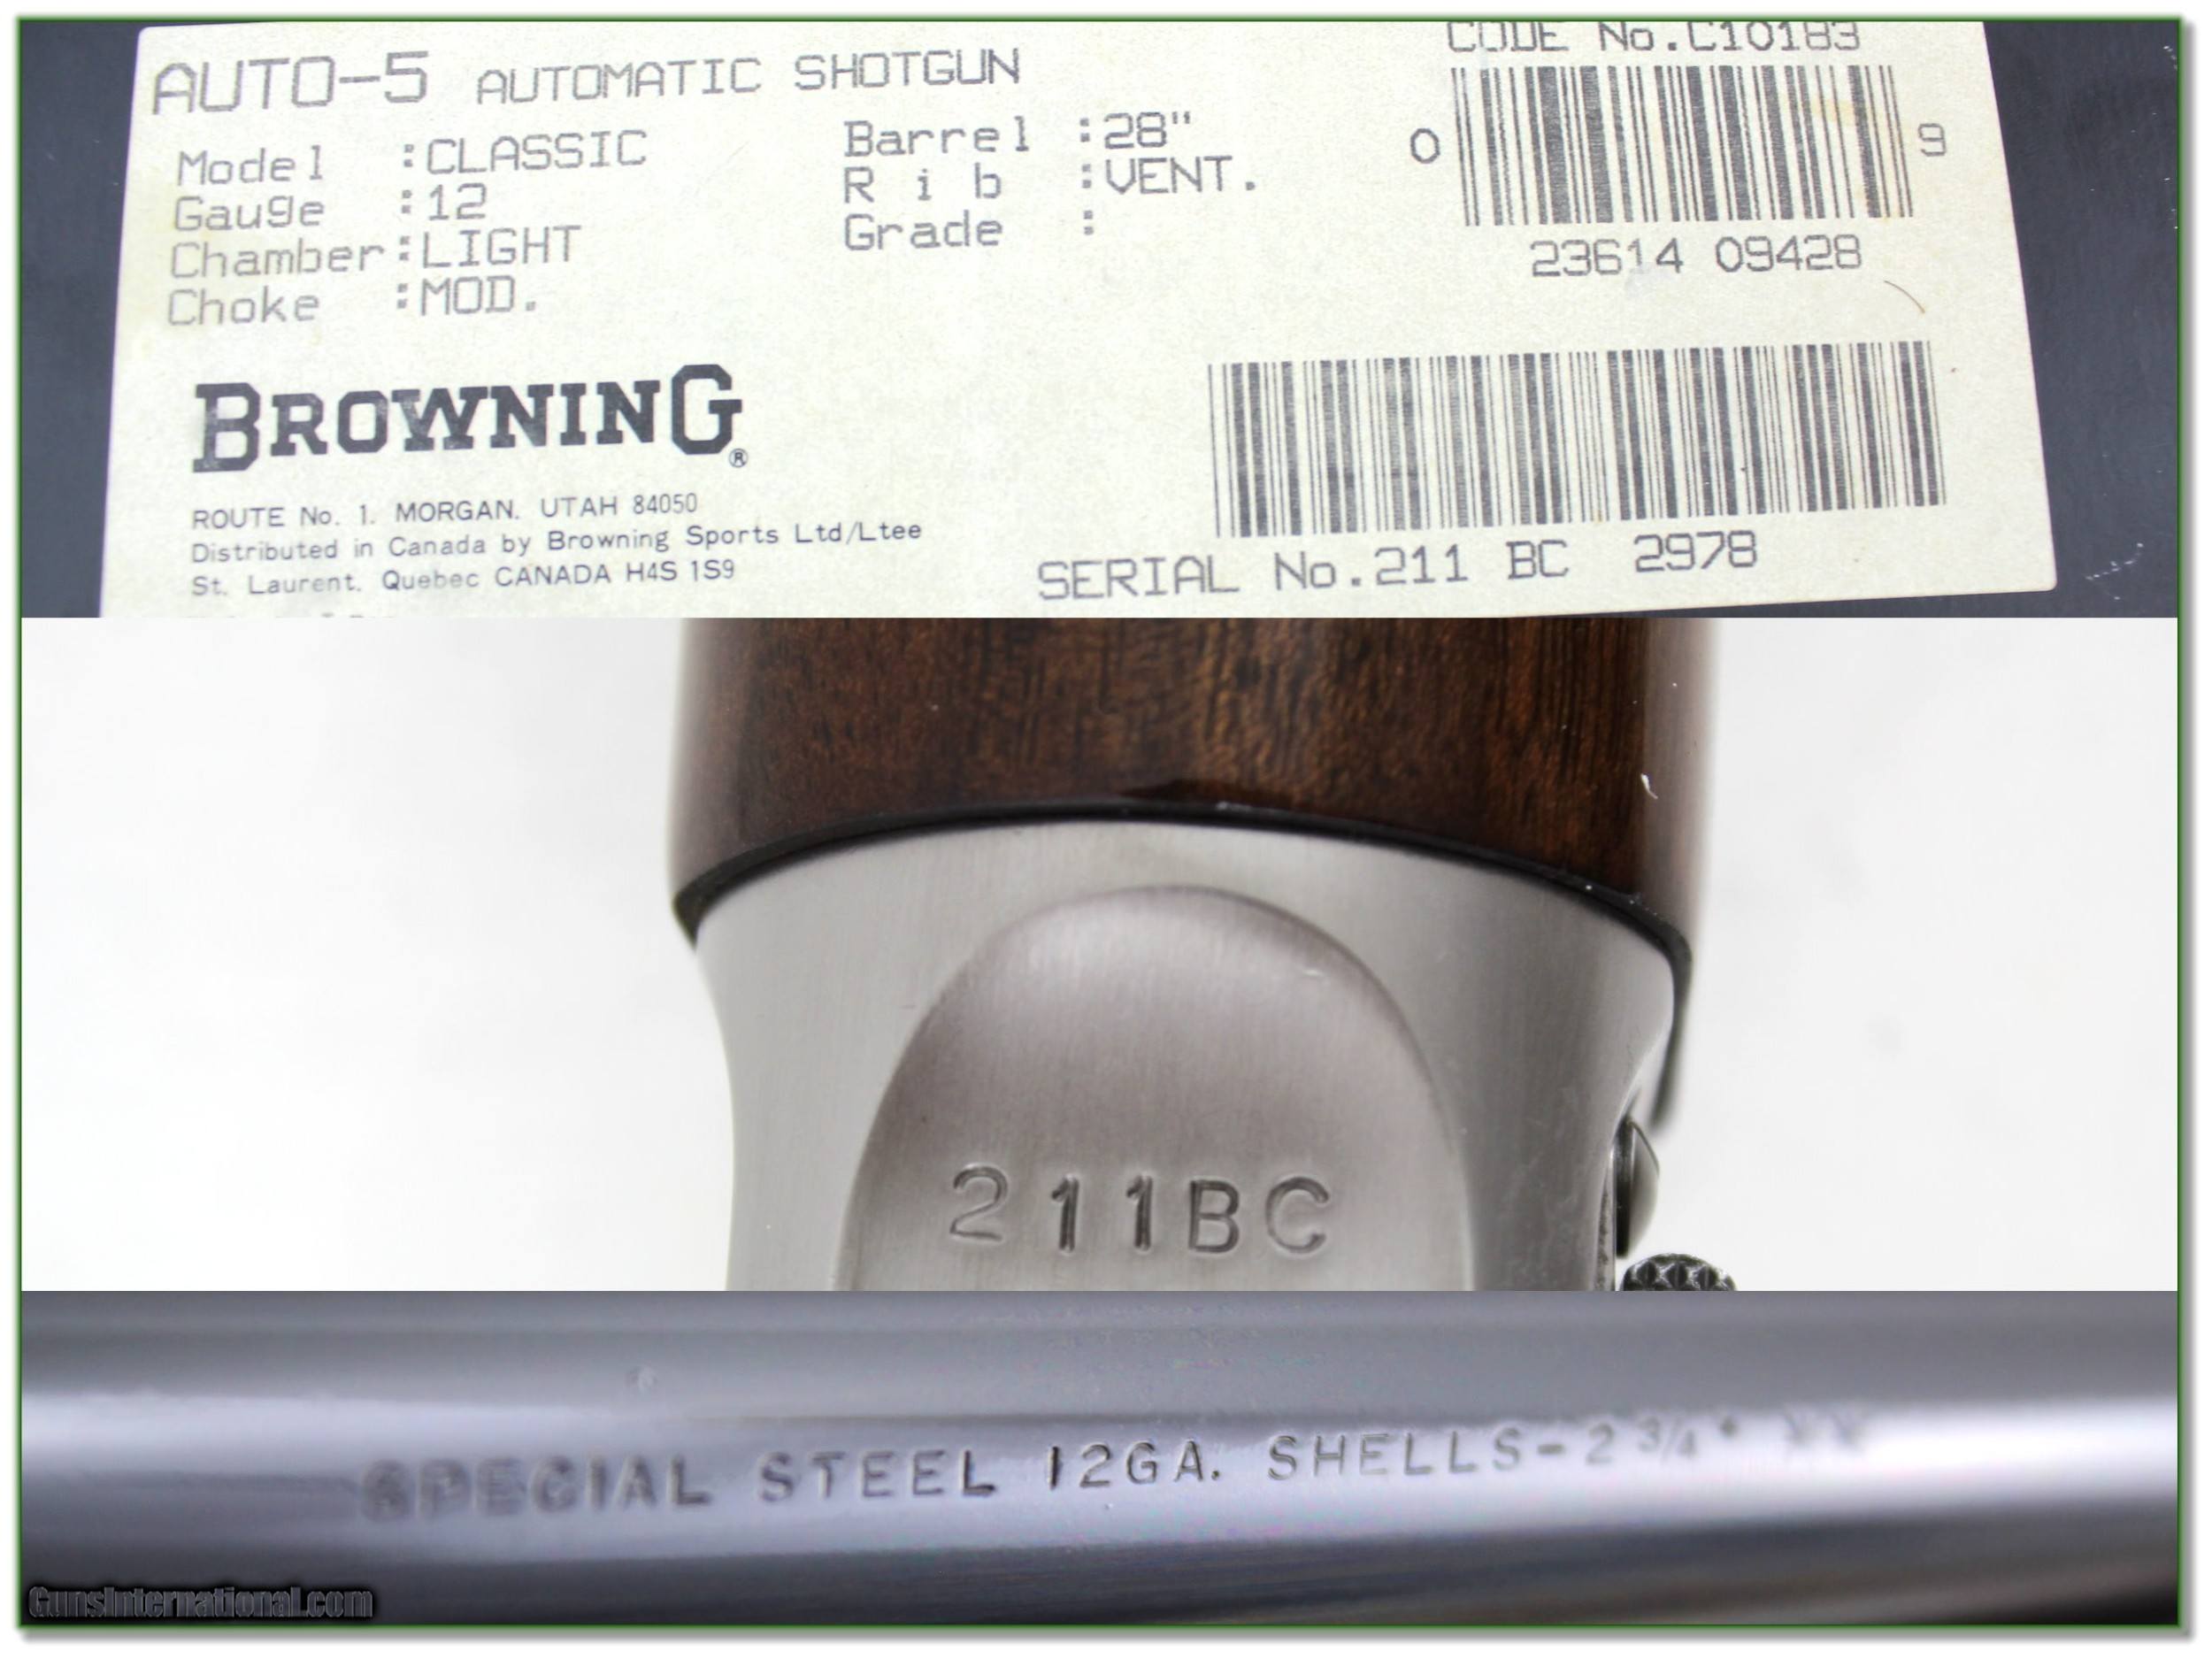 AUTO-5 AUTOMATIC SHOTGUN
Model :CLASSIC
Gauge :12
Chamber:LIGHT
Choke :MOD.
Barrel :28"
Rib :VENT.
Grade :
CODE No.C10183
0 9
23614 09428
BROWNING®
ROUTE No. 1. MORGAN. UTAH 84050
Distributed in Canada by Browning Sports Ltd/Ltee
St. Laurent. Quebec CANADA H4S 1S9
SERIAL No.211 BC 2978
211BC
SPECIAL STEEL 12GA. SHELLS-2 3/4"
GunsInternational.com